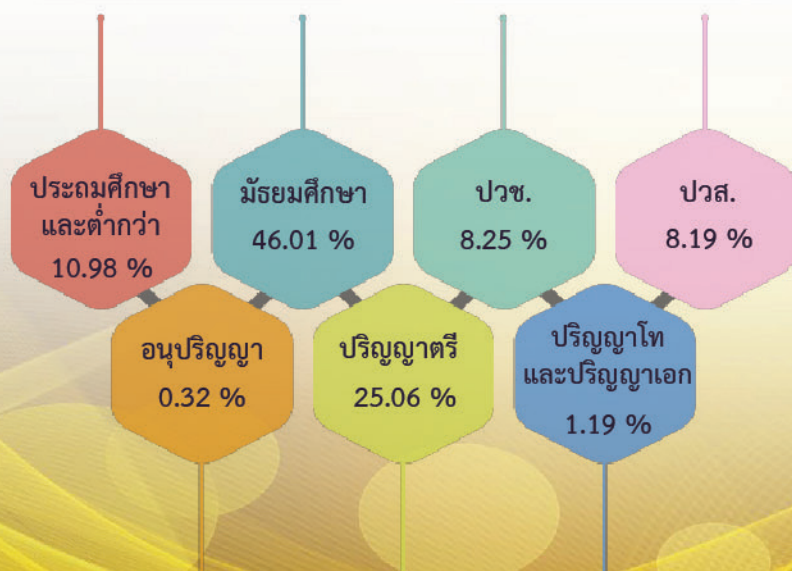 ประถมศึกษา
และต่ำกว่า
10.98 %
มัธยมศึกษา
46.01 %
ปวช.
8.25 %
ปวส.
8.19 %
อนุปริญญา
0.32 %
ปริญญาตรี
25.06 %
ปริญญาโท
และปริญญาเอก
1.19 %